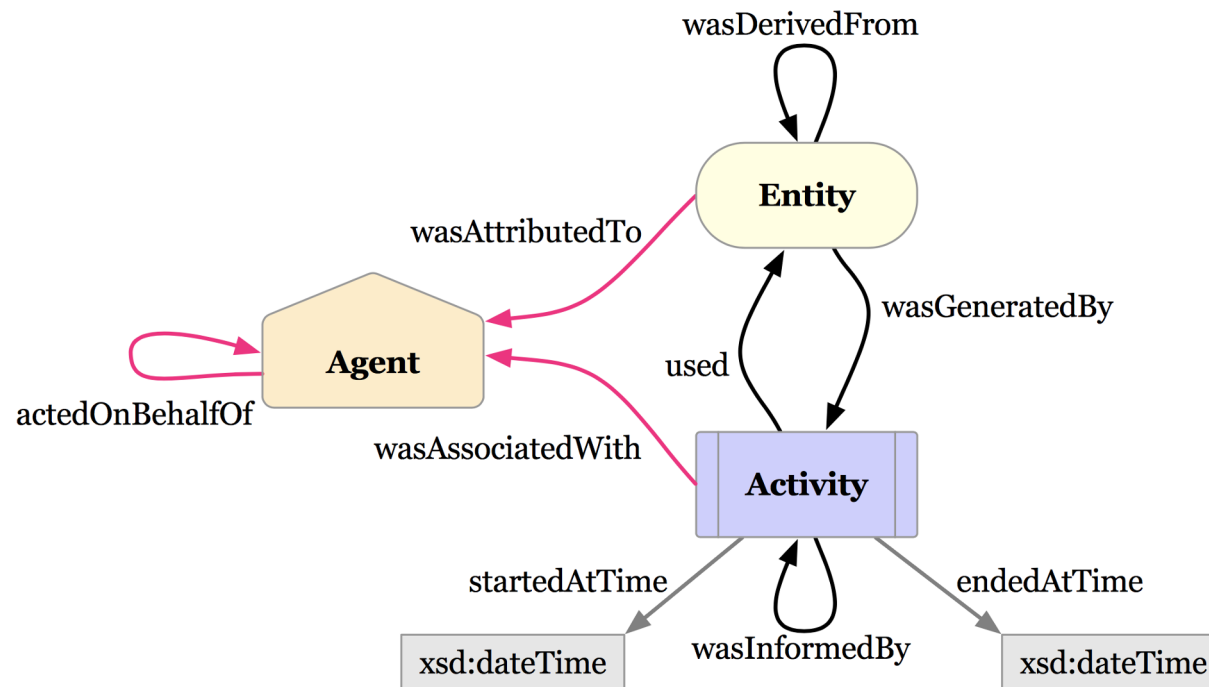 wasDerivedFrom
Entity
wasAttributedTo
wasGeneratedBy
Agent
used
actedOnBehalfOf
wasAssociatedWith
Activity
startedAtTime
endedAtTime
wasInformedBy
xsd:dateTime
xsd:dateTime